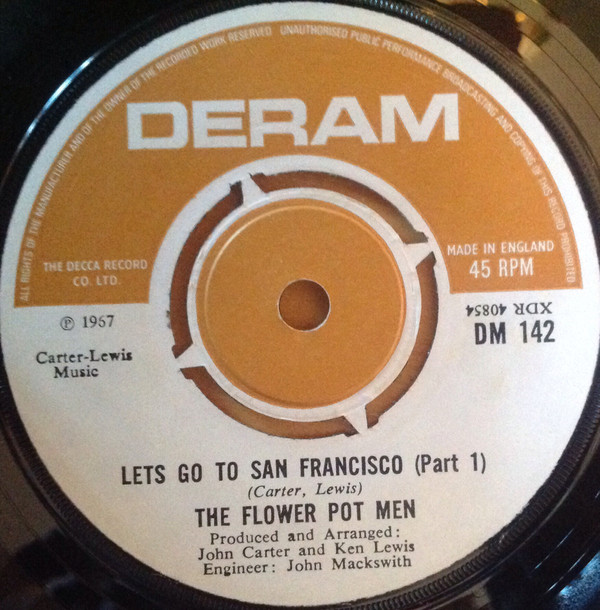 ALL RIGHTS OF THE MANUFACTURER AND OF THE OWNER OF THE RECORDED WORK RESERVED UNAUTHORISED PUBLIC PERFORMANCE BROADCASTING AND COPYING OF THIS RECORD PROHIBITED
DERAM
THE DECCA RECORD
CO. LTD.
MADE IN ENGLAND
45 RPM
℗ 1967
XDR 40854
DM 142
Carter-Lewis
Music
LETS GO TO SAN FRANCISCO (Part 1)
(Carter, Lewis)
THE FLOWER POT MEN
Produced and Arranged:
John Carter and Ken Lewis
Engineer: John Mackswith